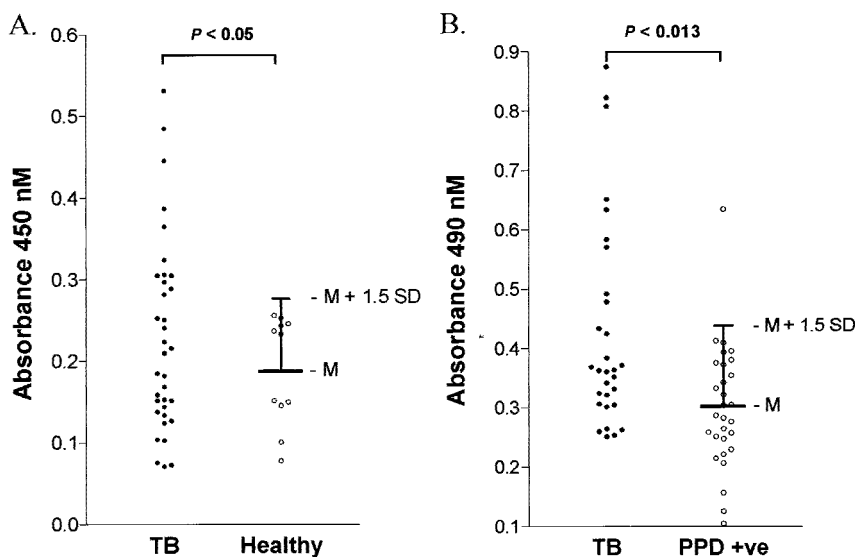 A.
P < 0.05
Absorbance 450 nM
0.6
0.5
0.4
0.3
0.2
0.1
0.0
- M + 1.5 SD
- M
TB
Healthy
B.
P < 0.013
Absorbance 490 nM
0.9
0.8
0.7
0.6
0.5
0.4
0.3
0.2
0.1
- M + 1.5 SD
- M
TB
PPD +ve